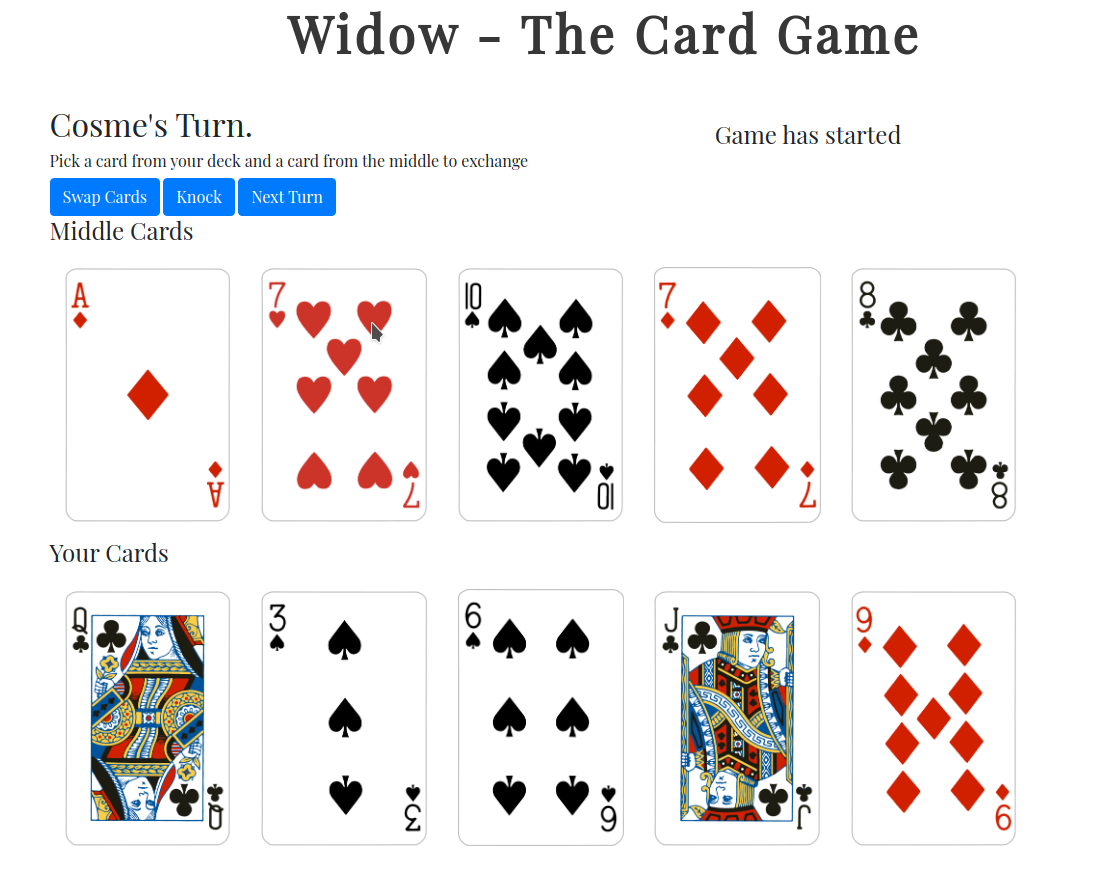 Widow - The Card Game
Cosme's Turn.
Game has started
Pick a card from your deck and a card from the middle to exchange
Swap Cards Knock Next Turn
Middle Cards
A 7 10 7 8
A 7 10 7 8
Your Cards
Q 3 6 J 9
Q 3 6 J 9